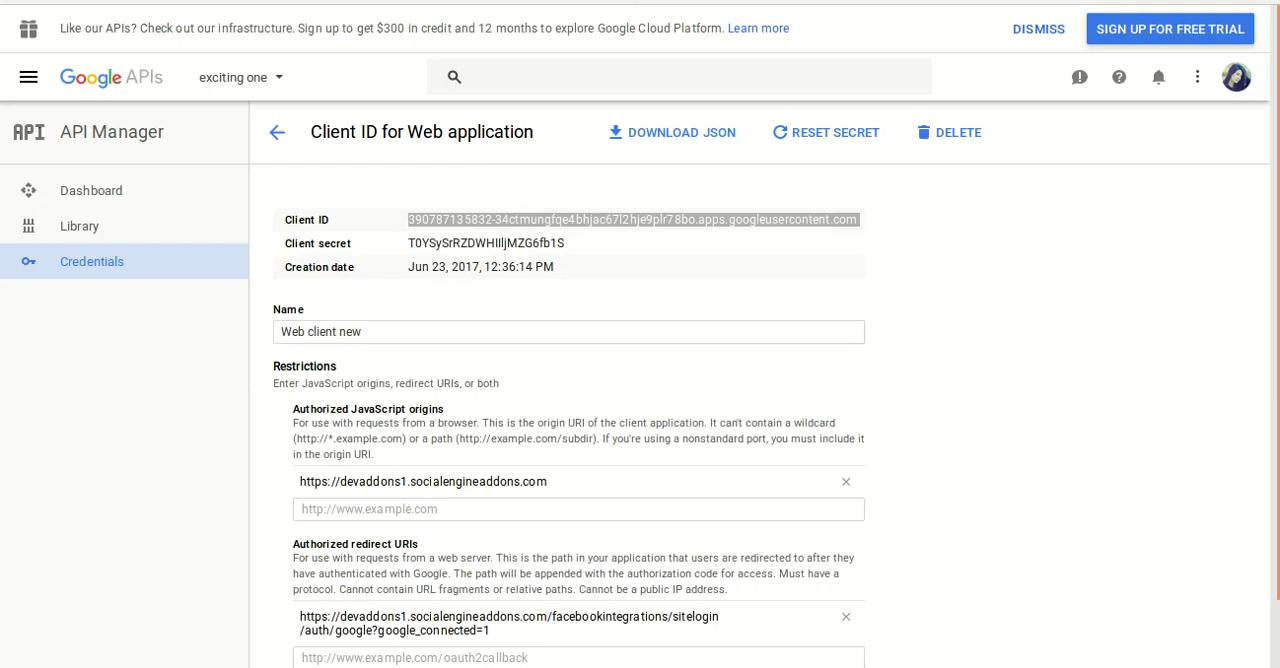 Like our APIs? Check out our infrastructure. Sign up to get $300 in credit and 12 months to explore Google Cloud Platform. Learn more
DISMISS
SIGN UP FOR FREE TRIAL
Google APIs
exciting one
API API Manager
Client ID for Web application
DOWNLOAD JSON
RESET SECRET
DELETE
Dashboard
Library
Credentials
Client ID 390787135832-34ctmungfqe4bhjac67l2hje9plr78bo.apps.googleusercontent.com
Client secret T0YSySrRZDWHIIljMZG6fb1S
Creation date Jun 23, 2017, 12:36:14 PM
Name
Web client new
Restrictions
Enter JavaScript origins, redirect URIs, or both
Authorized JavaScript origins
For use with requests from a browser. This is the origin URI of the client application. It can't contain a wildcard
(http://*.example.com) or a path (http://example.com/subdir). If you're using a nonstandard port, you must include it
in the origin URI.
https://devaddons1.socialengineaddons.com
http://www.example.com
Authorized redirect URIs
For use with requests from a web server. This is the path in your application that users are redirected to after they
have authenticated with Google. The path will be appended with the authorization code for access. Must have a
protocol. Cannot contain URL fragments or relative paths. Cannot be a public IP address.
https://devaddons1.socialengineaddons.com/facebookintegrations/sitelogin
/auth/google?google_connected=1
http://www.example.com/oauth2callback